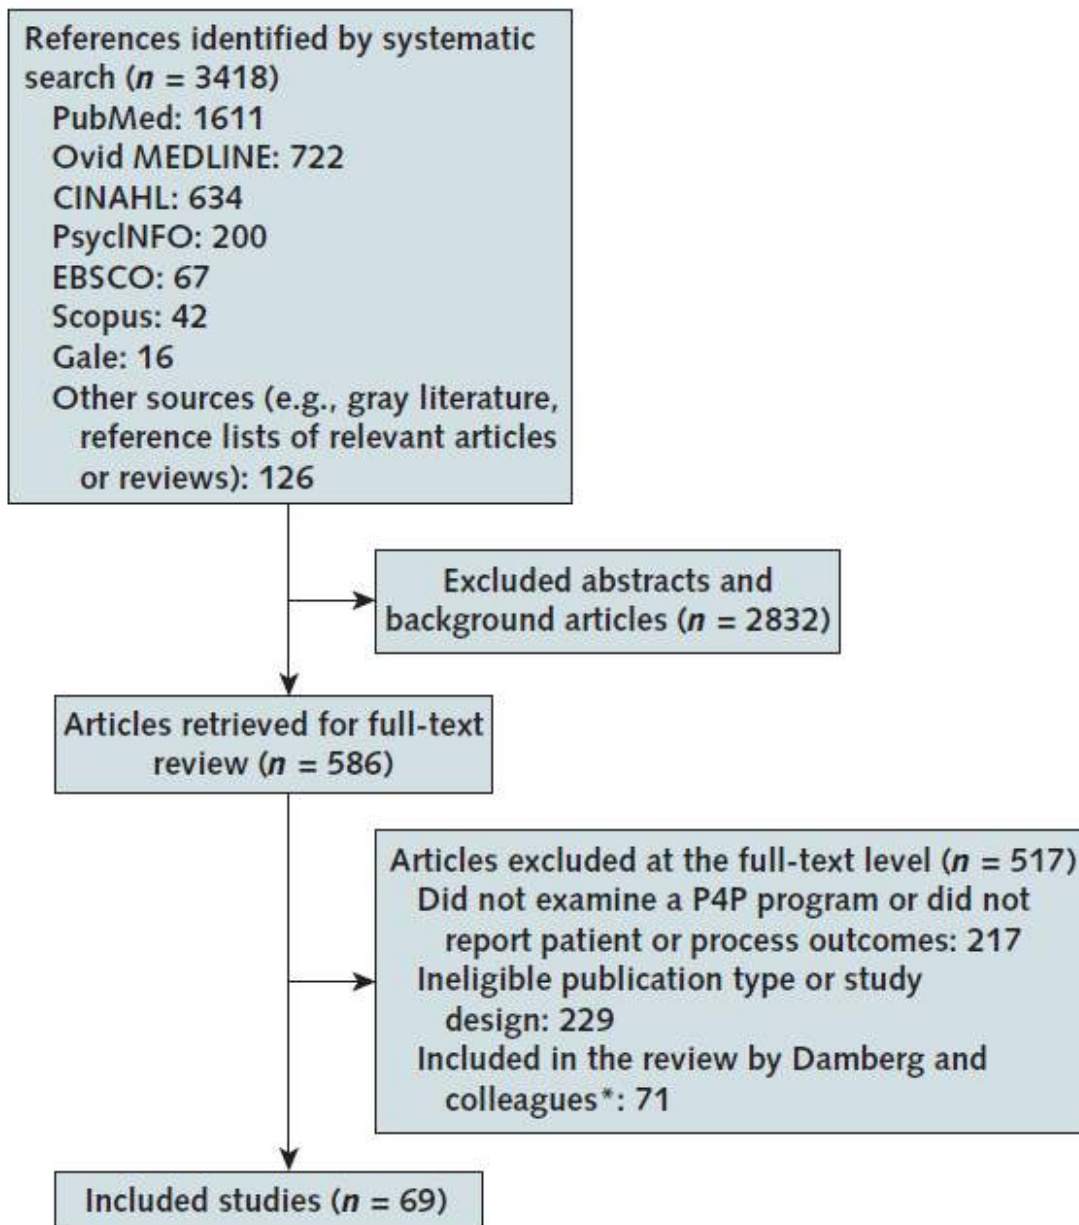 References identified by systematic
search (n = 3418)
PubMed: 1611
Ovid MEDLINE: 722
CINAHL: 634
PsycINFO: 200
EBSCO: 67
Scopus: 42
Gale: 16
Other sources (e.g., gray literature,
reference lists of relevant articles
or reviews): 126
Excluded abstracts and
background articles (n = 2832)
Articles retrieved for full-text
review (n = 586)
Articles excluded at the full-text level (n = 517)
Did not examine a P4P program or did not
report patient or process outcomes: 217
Ineligible publication type or study
design: 229
Included in the review by Damberg and
colleagues*: 71
Included studies (n = 69)